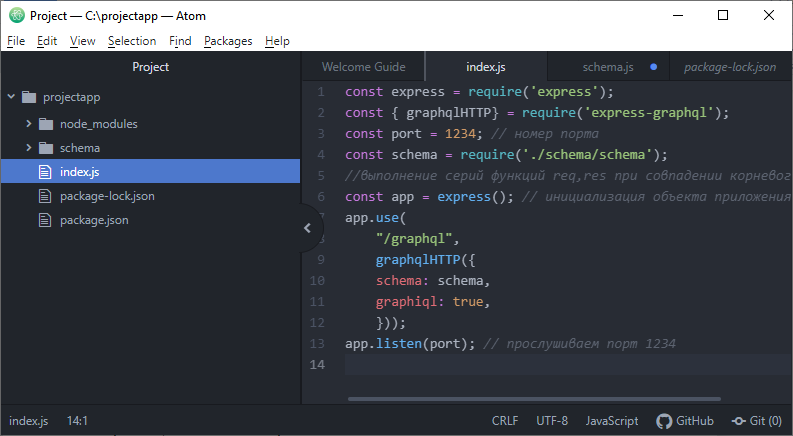 Project — C:\projectapp — Atom
File Edit View Selection Find Packages Help
Project
Welcome Guide index.js schema.js package-lock.json
projectapp
node_modules
schema
index.js
package-lock.json
package.json
1 const express = require('express');
2 const { graphqlHTTP} = require('express-graphql');
3 const port = 1234; // номер порта
4 const schema = require('./schema/schema');
5 //выполнение серий функций req,res при совпадении корневог
6 const app = express(); // инициализация объекта приложения
7 app.use(
8 "/graphql",
9 graphqlHTTP({
10 schema: schema,
11 graphiql: true,
12 }));
13 app.listen(port); // прослушиваем порт 1234
14
index.js 14:1 CRLF UTF-8 JavaScript GitHub Git (0)